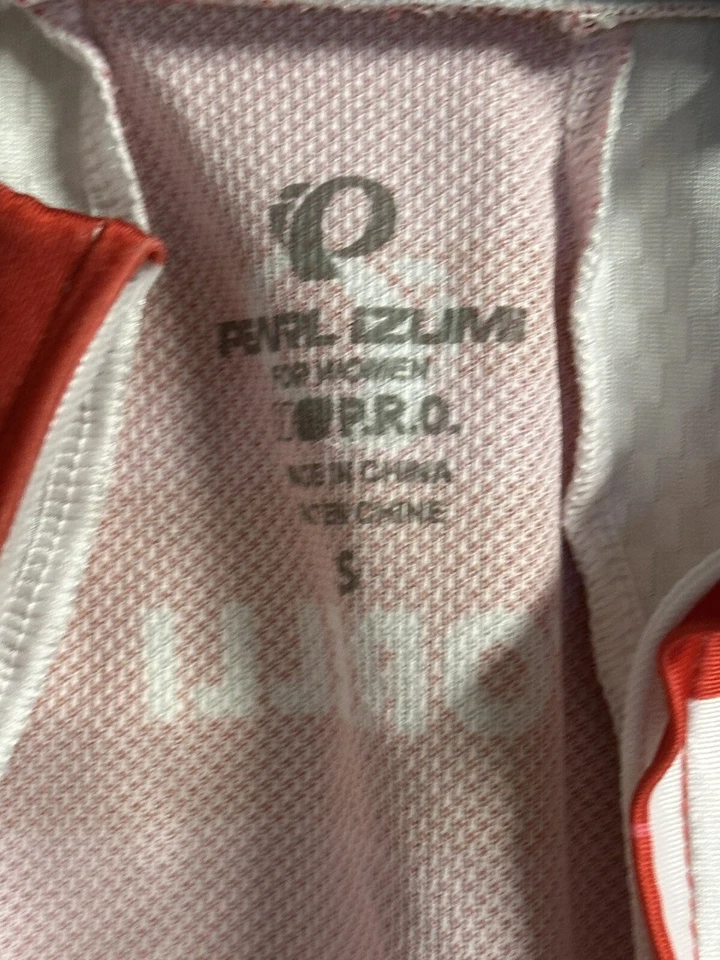 PEARL IZUMI
FOR WOMEN
P.R.O.
IN CHINA
CHINE
S